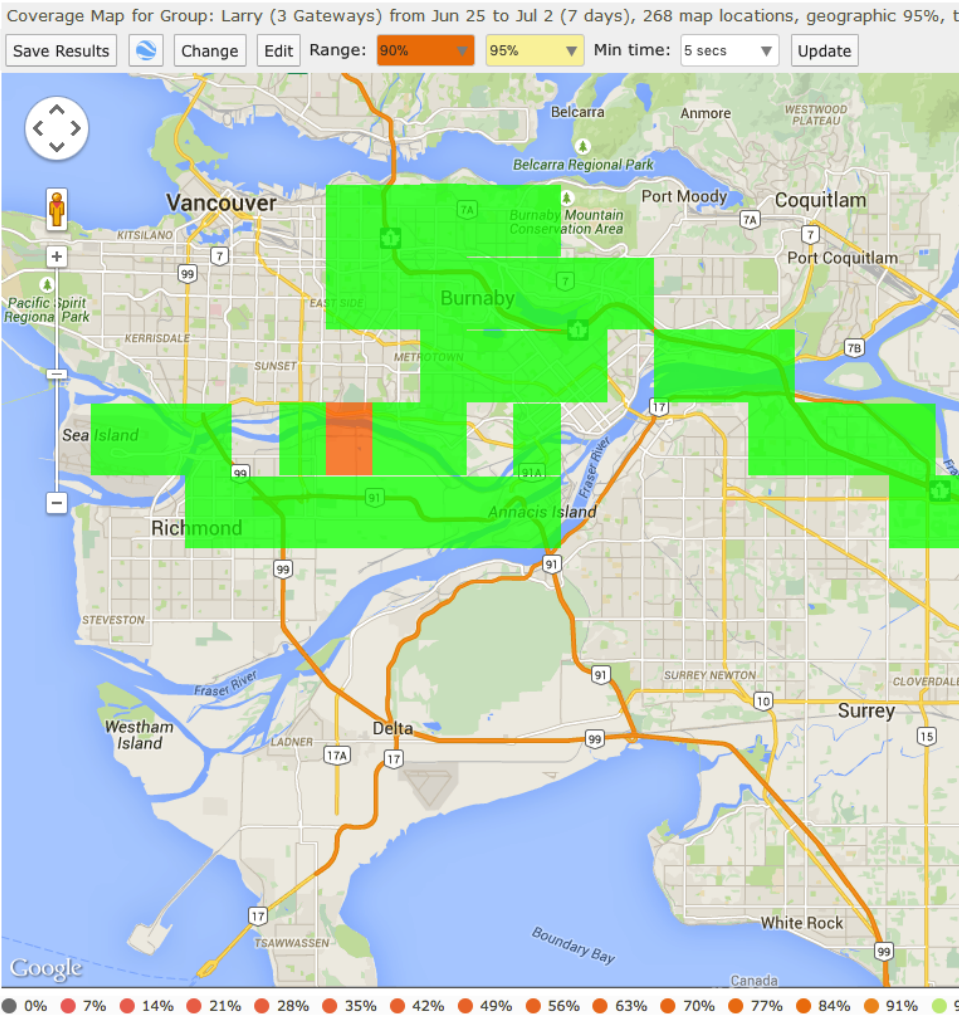 Coverage Map for Group: Larry (3 Gateways) from Jun 25 to Jul 2 (7 days), 268 map locations, geographic 95%, t
Save Results Change Edit Range: 90% 95% Min time: 5 secs Update
Belcarra
Anmore
WESTWOOD
PLATEAU
Belcarra Regional Park
Vancouver
7A
Burnaby Mountain
Conservation Area
Port Moody
Coquitlam
7A
KITSILANO
1
7
7
99
Port Coquitlam
7
Pacific Spirit
Regional Park
EAST SIDE
Burnaby
1
KERRISDALE
METROTOWN
7B
SUNSET
17
Sea Island
99
91A
Fraser River
Fra
91
1
Richmond
Annacis Island
99
91
STEVESTON
91
SURREY NEWTON
CLOVERDALE
Fraser River
10
Surrey
Westham
Island
Delta
LADNER
99
15
17A
17
17
White Rock
TSAWWASSEN
Boundary Bay
99
Google
Canada
0% 7% 14% 21% 28% 35% 42% 49% 56% 63% 70% 77% 84% 91% 9